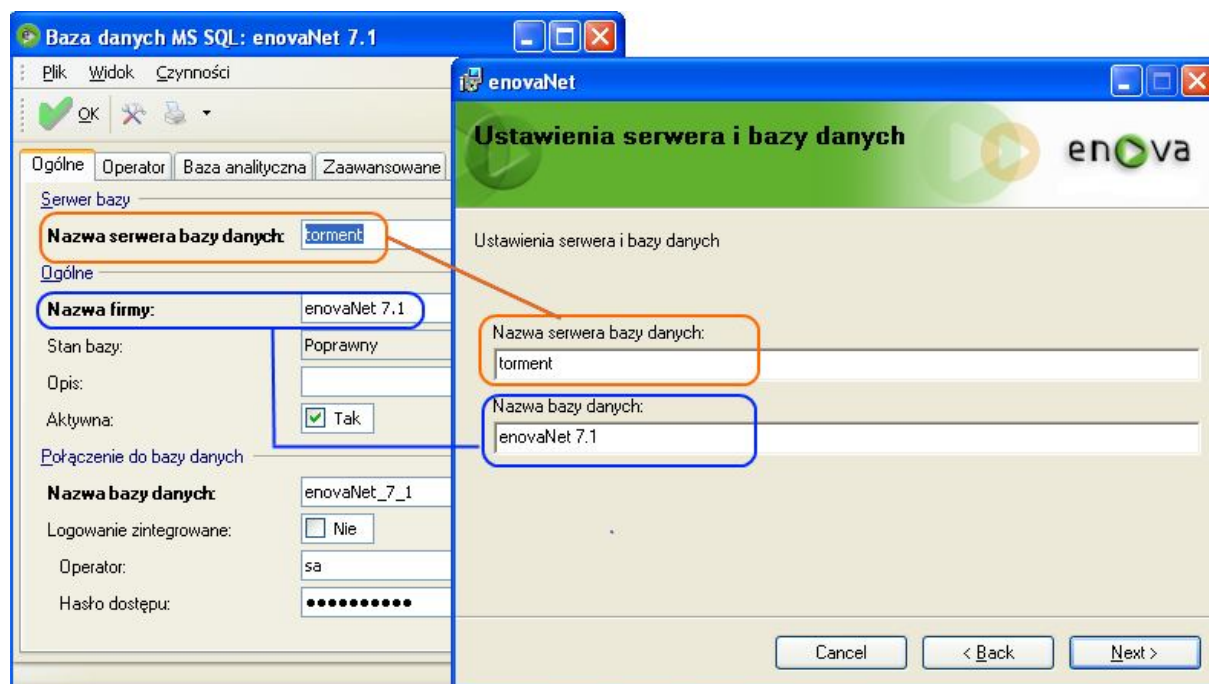 Baza danych MS SQL: enovaNet 7.1
Plik Widok Czynności
OK
Ogólne Operator Baza analityczna Zaawansowane
Serwer bazy
Nazwa serwera bazy danych: torment
Ogólne
Nazwa firmy: enovaNet 7.1
Stan bazy: Poprawny
Opis:
Aktywna: Tak
Połączenie do bazy danych
Nazwa bazy danych: enovaNet_7_1
Logowanie zintegrowane: Nie
Operator: sa
Hasło dostępu: ●●●●●●●●●●
enovaNet
Ustawienia serwera i bazy danych
enova
Ustawienia serwera i bazy danych
Nazwa serwera bazy danych:
torment
Nazwa bazy danych:
enovaNet 7.1
Cancel < Back Next >